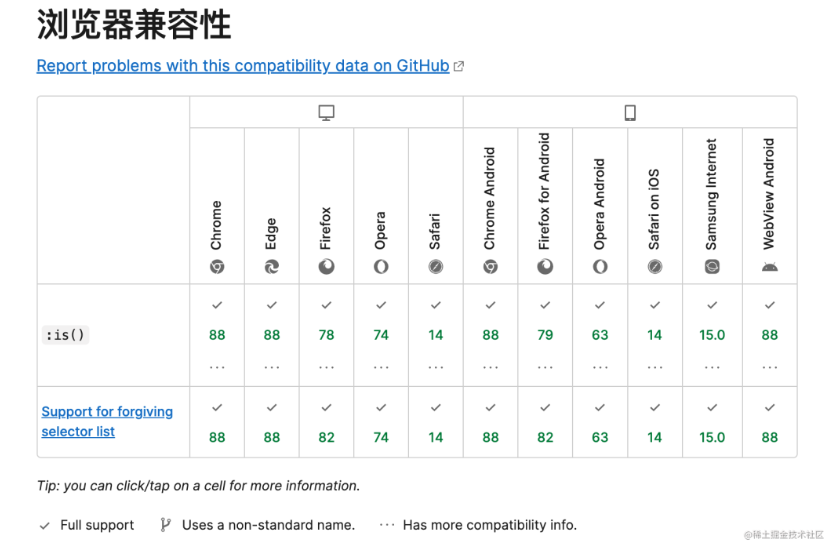 浏览器兼容性
Report problems with this compatibility data on GitHub
Chrome
Edge
Firefox
Opera
Safari
Chrome Android
Firefox for Android
Opera Android
Safari on iOS
Samsung Internet
WebView Android
:is()
88 88 78 74 14 88 79 63 14 15.0 88
... ... ... ... ... ... ... ... ... ... ...
Support for forgiving
selector list
88 88 82 74 14 88 82 63 14 15.0 88
Tip: you can click/tap on a cell for more information.
Full support Uses a non-standard name. ... Has more compatibility info.
@稀土掘金技术社区